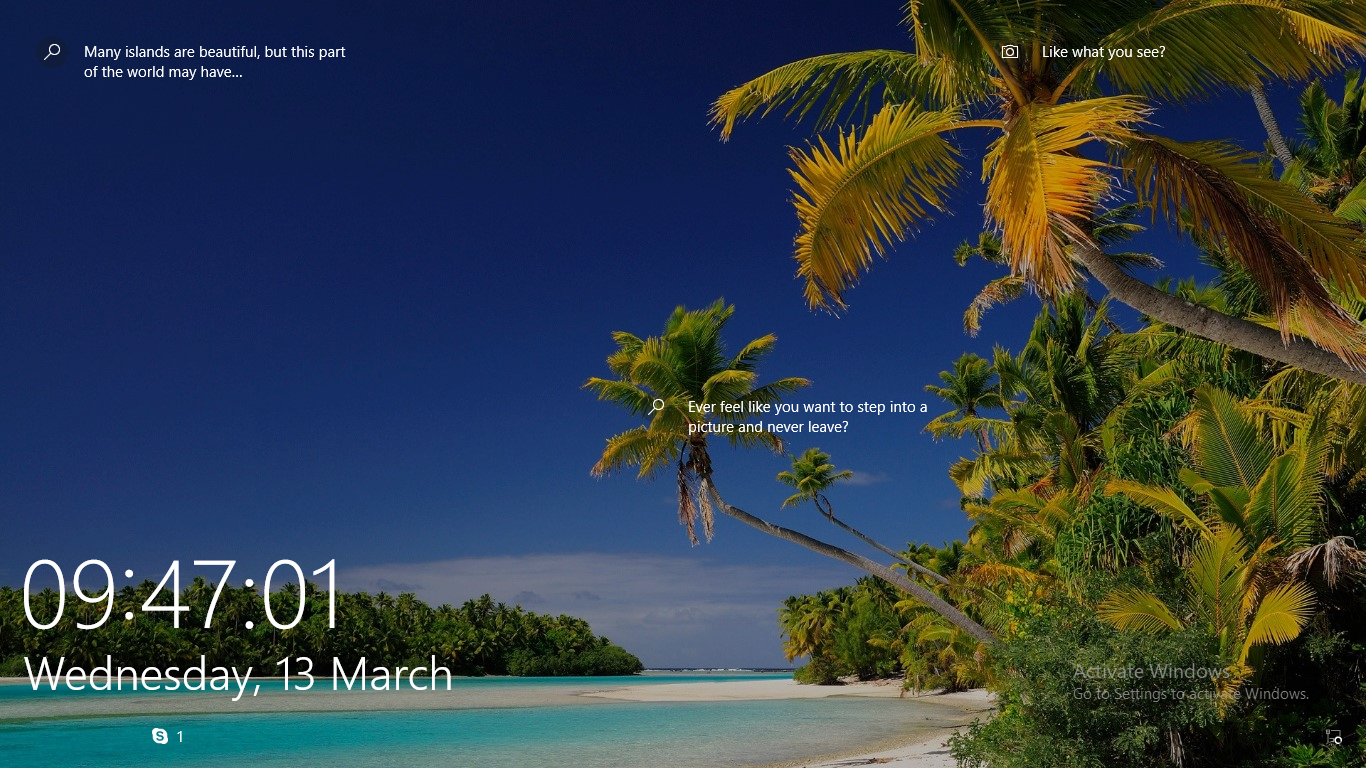 Many islands are beautiful, but this part
of the world may have...
Like what you see?
Ever feel like you want to step into a
picture and never leave?
09:47:01
Wednesday, 13 March
1
Activate Windows
Go to Settings to activate Windows.